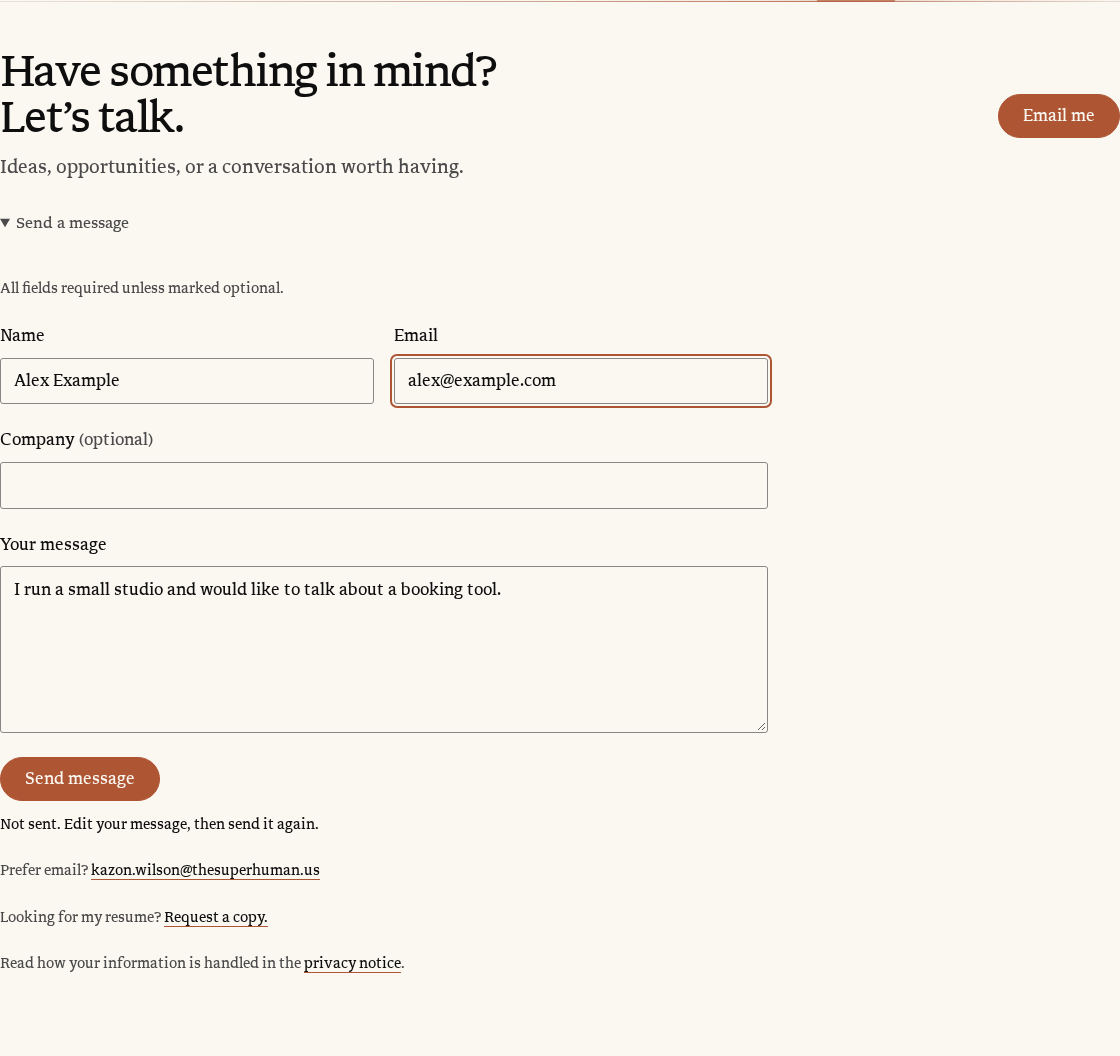 Have something in mind?
Let’s talk.
Email me
Ideas, opportunities, or a conversation worth having.
Send a message
All fields required unless marked optional.
Name
Email
Alex Example
alex@example.com
Company (optional)
Your message
I run a small studio and would like to talk about a booking tool.
Send message
Not sent. Edit your message, then send it again.
Prefer email? kazon.wilson@thesuperhuman.us
Looking for my resume? Request a copy.
Read how your information is handled in the privacy notice.